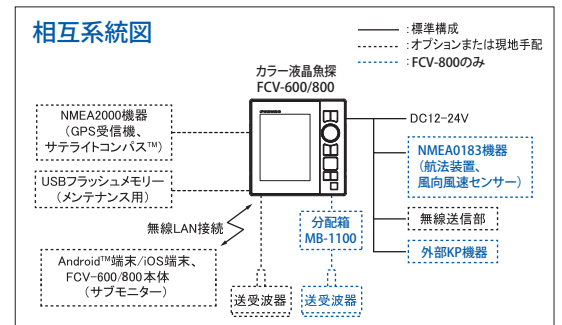 相互系統図
:標準構成
:オプションまたは現地手配
:FCV-800のみ
カラー液晶魚探
FCV-600/800
NMEA2000機器
(GPS受信機、
サテライトコンパス™)
USBフラッシュメモリー
(メンテナンス用)
無線LAN接続
Android™端末/iOS端末、
FCV-600/800本体
(サブモニター)
送受波器
分配箱
MB-1100
送受波器
DC12-24V
NMEA0183機器
(航法装置、
風向風速センサー)
無線送信部
外部KP機器